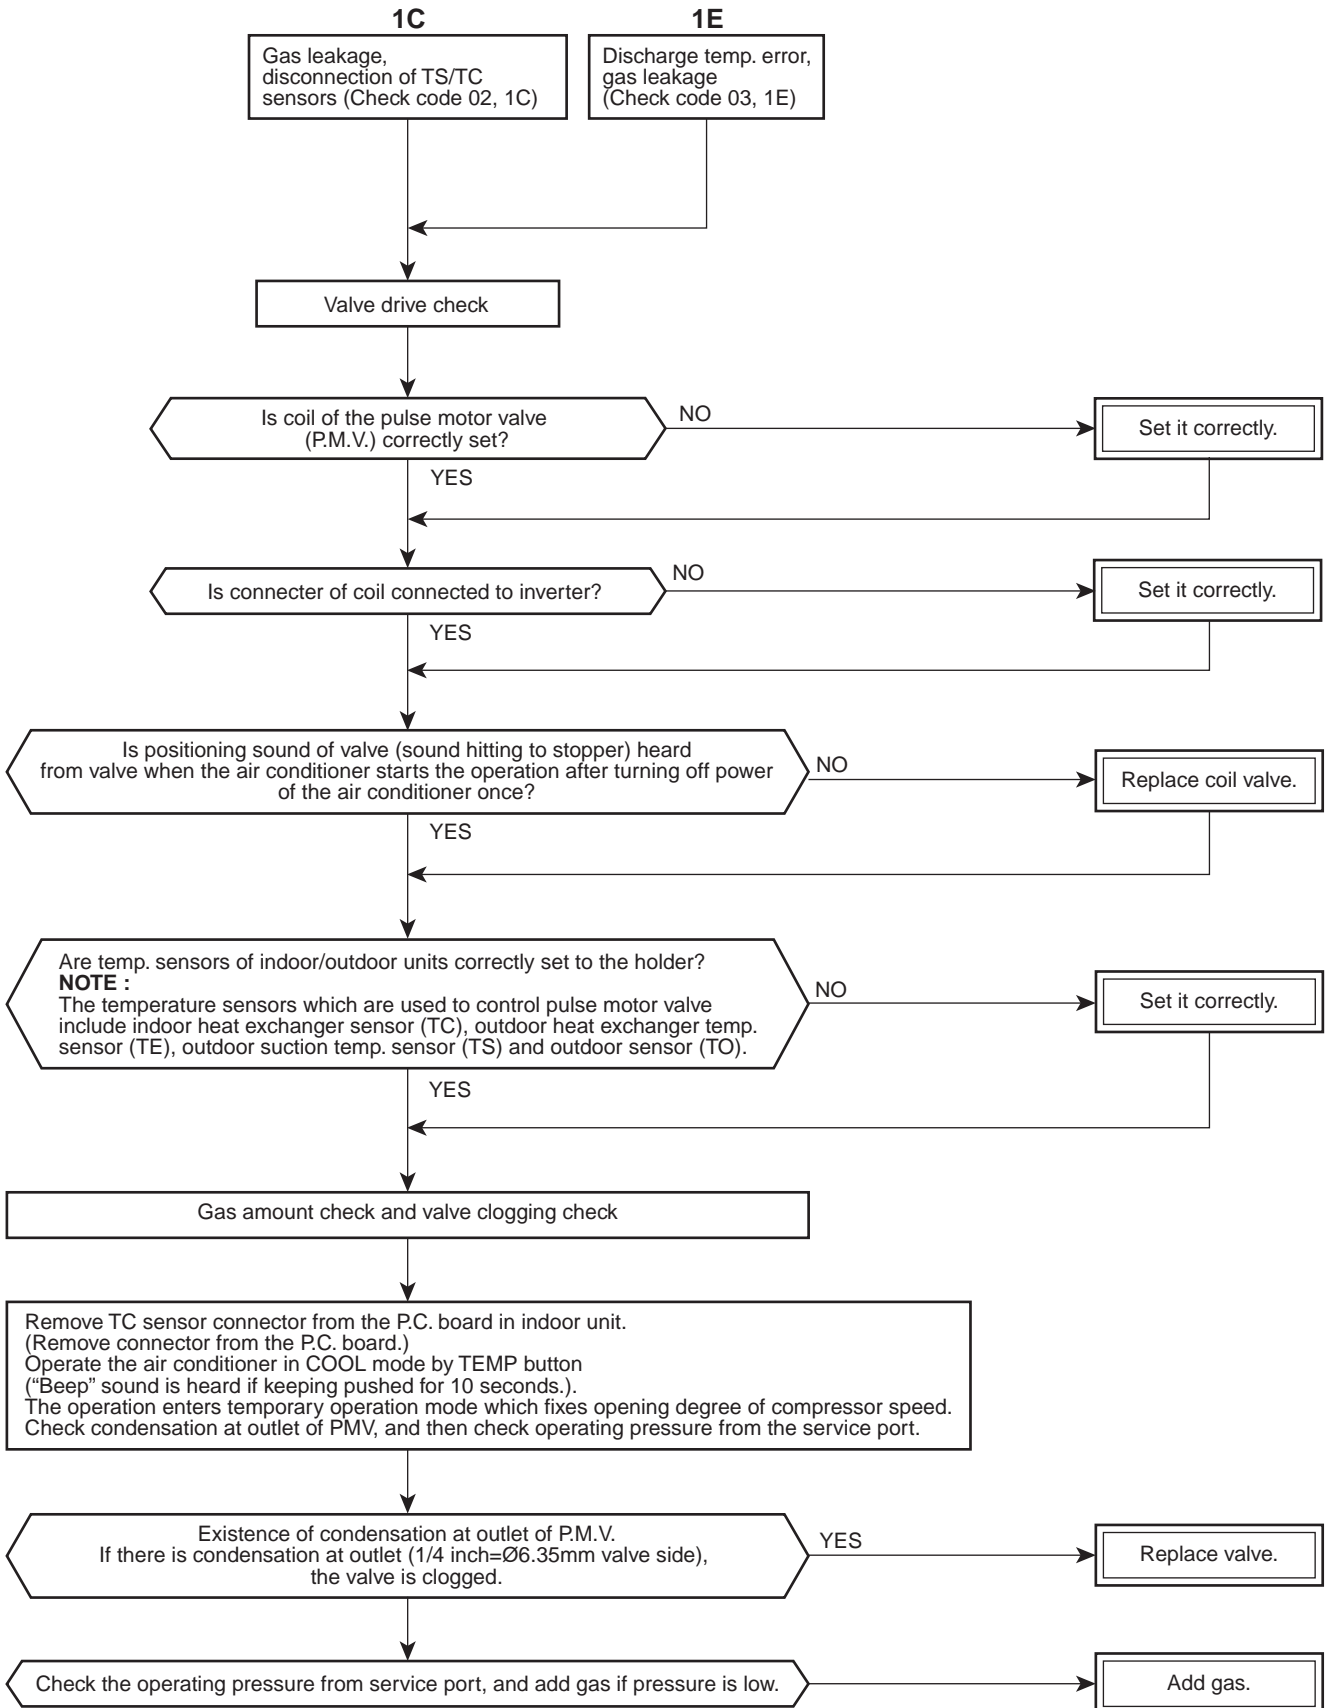 1C
1E
Gas leakage,
disconnection of TS/TC
sensors (Check code 02, 1C)
Discharge temp. error,
gas leakage
(Check code 03, 1E)
Valve drive check
Is coil of the pulse motor valve
(P.M.V.) correctly set?
NO
Set it correctly.
YES
Is connecter of coil connected to inverter?
NO
Set it correctly.
YES
Is positioning sound of valve (sound hitting to stopper) heard
from valve when the air conditioner starts the operation after turning off power
of the air conditioner once?
NO
Replace coil valve.
YES
Are temp. sensors of indoor/outdoor units correctly set to the holder?
NOTE :
The temperature sensors which are used to control pulse motor valve
include indoor heat exchanger sensor (TC), outdoor heat exchanger temp.
sensor (TE), outdoor suction temp. sensor (TS) and outdoor sensor (TO).
NO
Set it correctly.
YES
Gas amount check and valve clogging check
Remove TC sensor connector from the P.C. board in indoor unit.
(Remove connector from the P.C. board.)
Operate the air conditioner in COOL mode by TEMP button
(“Beep” sound is heard if keeping pushed for 10 seconds.).
The operation enters temporary operation mode which fixes opening degree of compressor speed.
Check condensation at outlet of PMV, and then check operating pressure from the service port.
Existence of condensation at outlet of P.M.V.
If there is condensation at outlet (1/4 inch=Ø6.35mm valve side),
the valve is clogged.
YES
Replace valve.
Check the operating pressure from service port, and add gas if pressure is low.
Add gas.